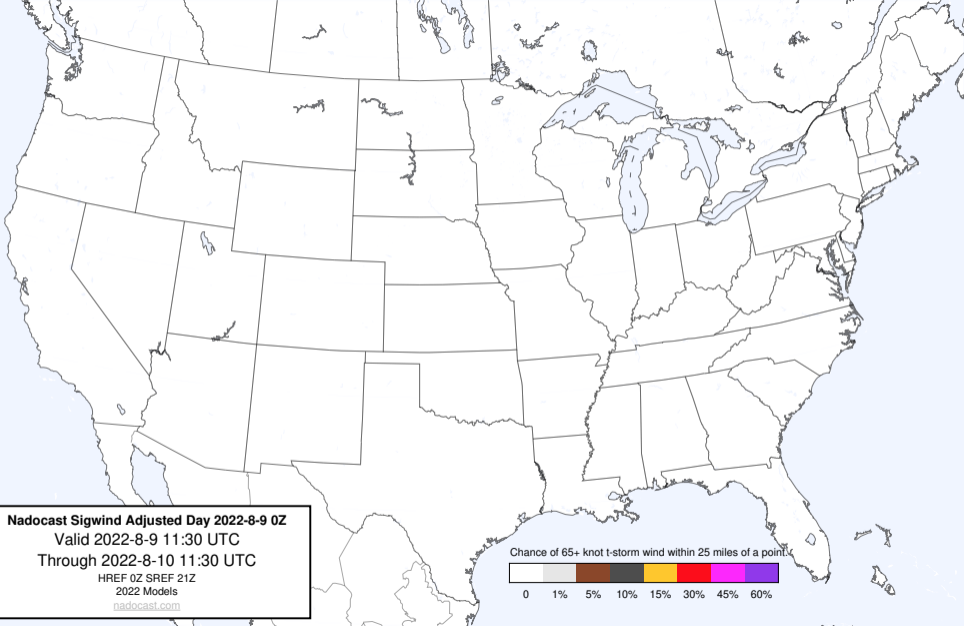 Nadocast Sigwind Adjusted Day 2022-8-9 0Z
Valid 2022-8-9 11:30 UTC
Through 2022-8-10 11:30 UTC
HREF 0Z SREF 21Z
2022 Models
nadocast.com
Chance of 65+ knot t-storm wind within 25 miles of a point.
0 1% 5% 10% 15% 30% 45% 60%